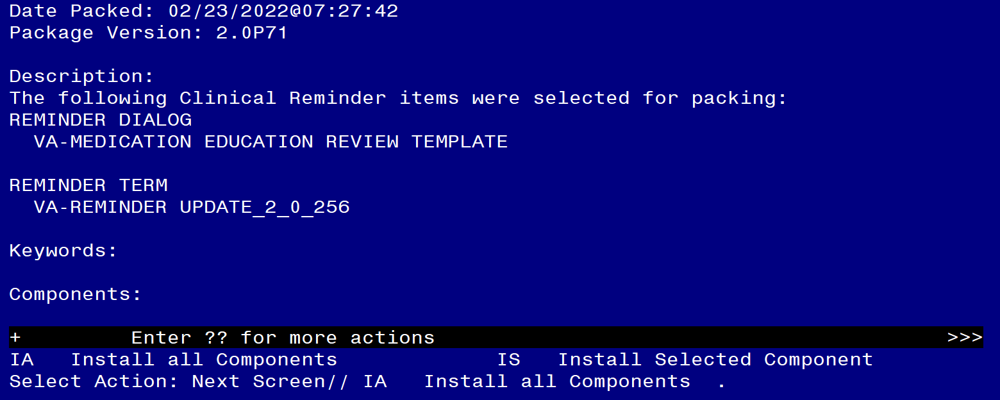 Date Packed: 02/23/2022@07:27:42
Package Version: 2.0P71
Description:
The following Clinical Reminder items were selected for packing:
REMINDER DIALOG
  VA-MEDICATION EDUCATION REVIEW TEMPLATE
REMINDER TERM
  VA-REMINDER UPDATE_2_0_256
Keywords:
Components:
+         Enter ?? for more actions                                          >>>
IA   Install all Components             IS   Install Selected Component
Select Action: Next Screen// IA   Install all Components  .